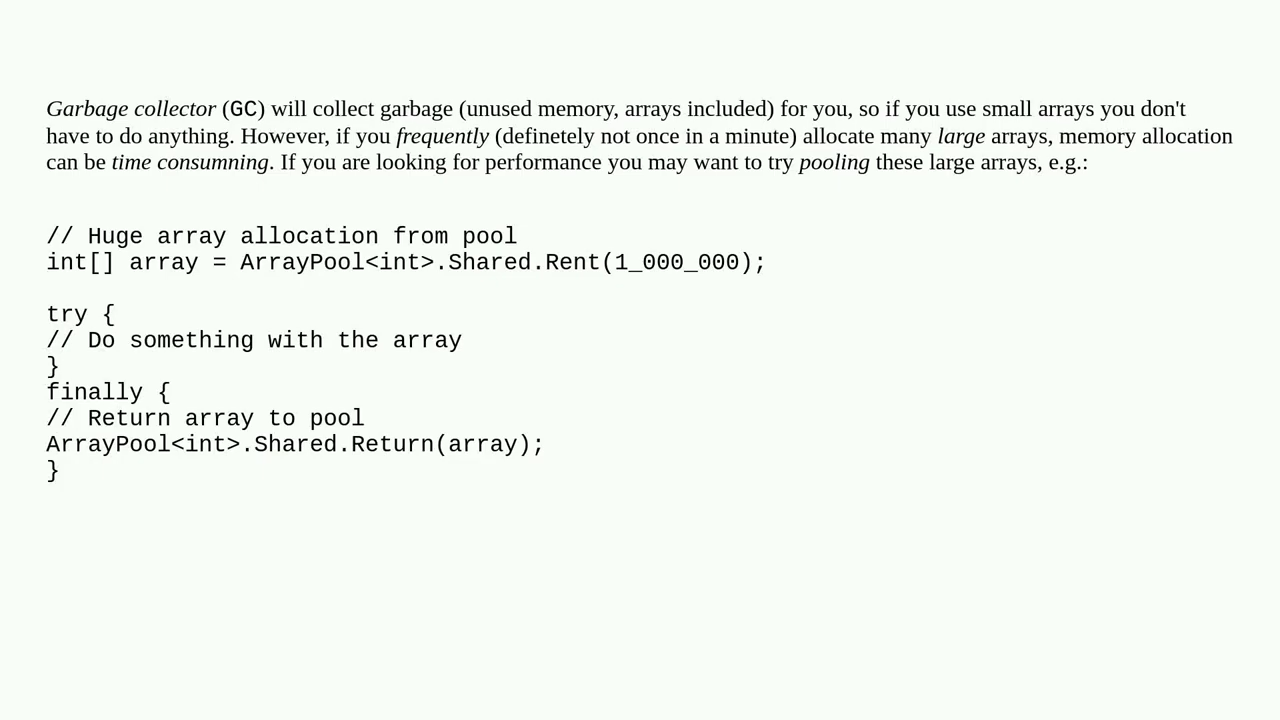 Garbage collector (GC) will collect garbage (unused memory, arrays included) for you, so if you use small arrays you don't
have to do anything. However, if you frequently (definetely not once in a minute) allocate many large arrays, memory allocation
can be time consumning. If you are looking for performance you may want to try pooling these large arrays, e.g.:
// Huge array allocation from pool
int[] array = ArrayPool<int>.Shared.Rent(1_000_000);
try {
// Do something with the array
}
finally {
// Return array to pool
ArrayPool<int>.Shared.Return(array);
}